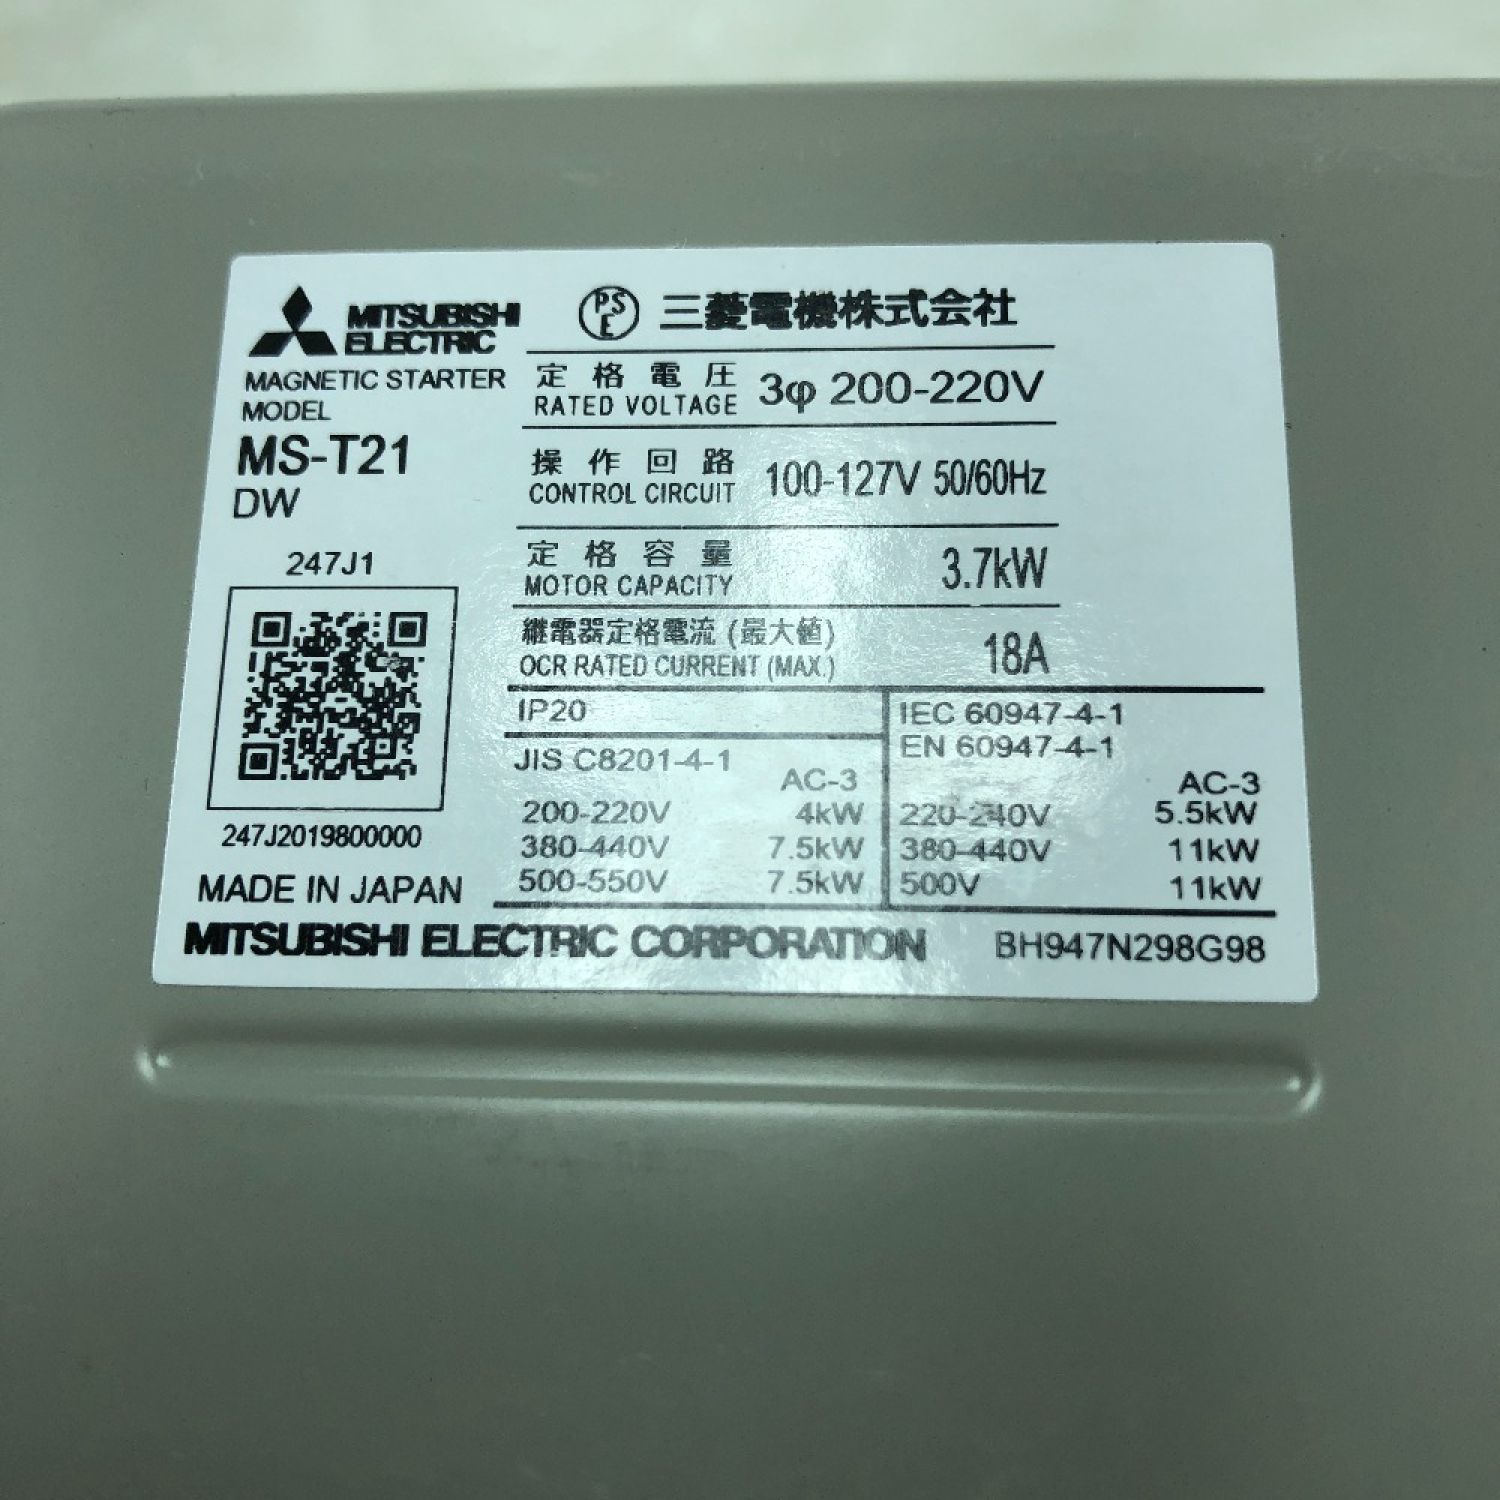 MITSUBISHI
ELECTRIC
MAGNETIC STARTER
MODEL
MS-T21
DW
247J1
247J2019800000
MADE IN JAPAN
PSE 三菱電機株式会社
定格電圧
RATED VOLTAGE 3φ 200-220V
操作回路
CONTROL CIRCUIT 100-127V 50/60Hz
定格容量
MOTOR CAPACITY 3.7kW
継電器定格電流 (最大値)
OCR RATED CURRENT (MAX.) 18A
IP20
JIS C8201-4-1
AC-3
200-220V 4kW
380-440V 7.5kW
500-550V 7.5kW
IEC 60947-4-1
EN 60947-4-1
AC-3
220-240V 5.5kW
380-440V 11kW
500V 11kW
MITSUBISHI ELECTRIC CORPORATION BH947N298G98